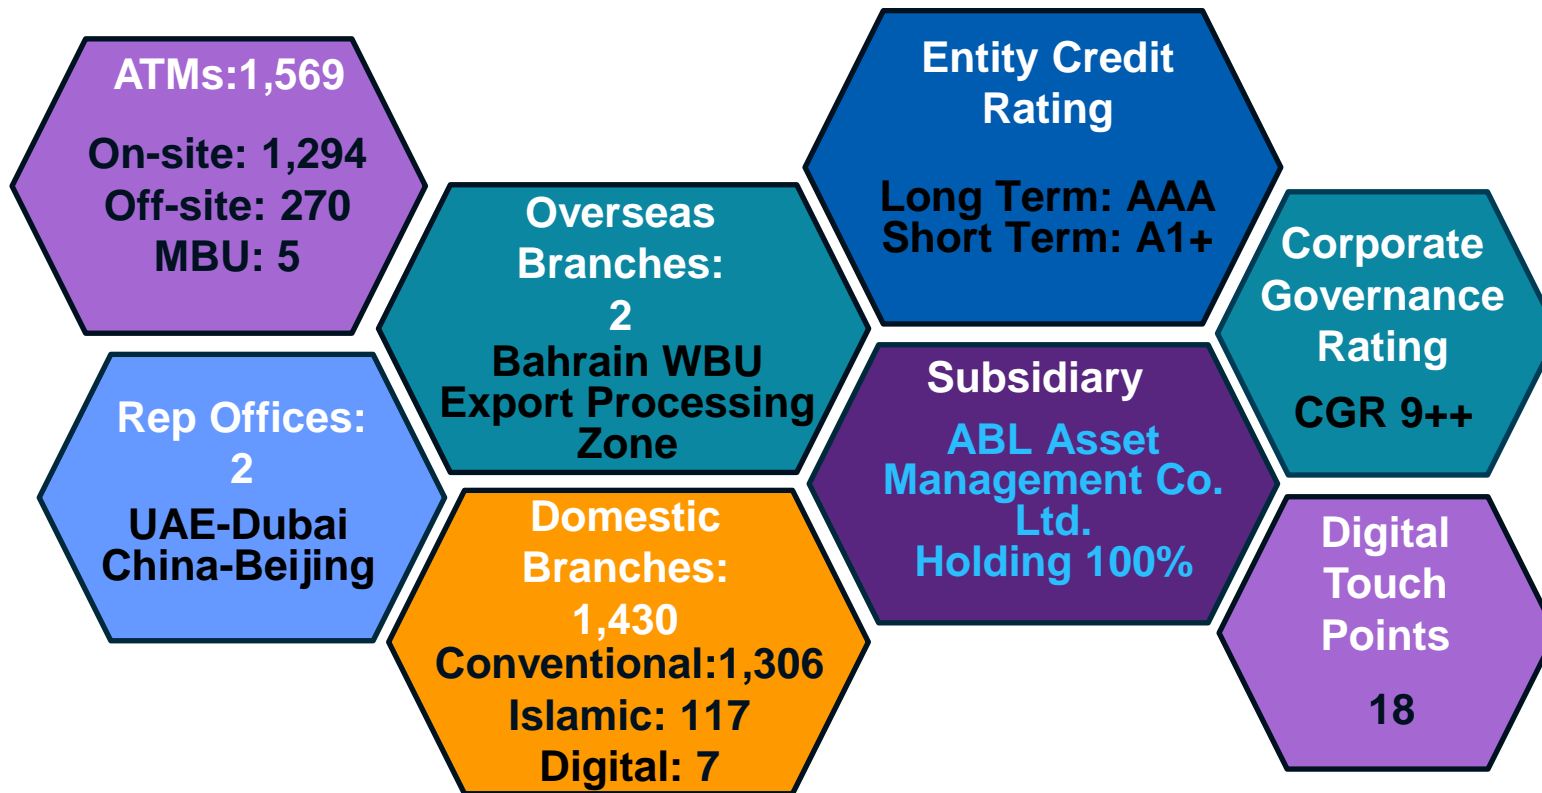 ATMs:1,569
On-site: 1,294
Off-site: 270
MBU: 5
Rep Offices:
2
UAE-Dubai
China-Beijing
Overseas
Branches:
2
Bahrain WBU
Export Processing
Zone
Domestic
Branches:
1,430
Conventional:1,306
Islamic: 117
Digital: 7
Entity Credit
Rating
Long Term: AAA
Short Term: A1+
Subsidiary
ABL Asset
Management Co.
Ltd.
Holding 100%
Corporate
Governance
Rating
CGR 9++
Digital
Touch
Points
18